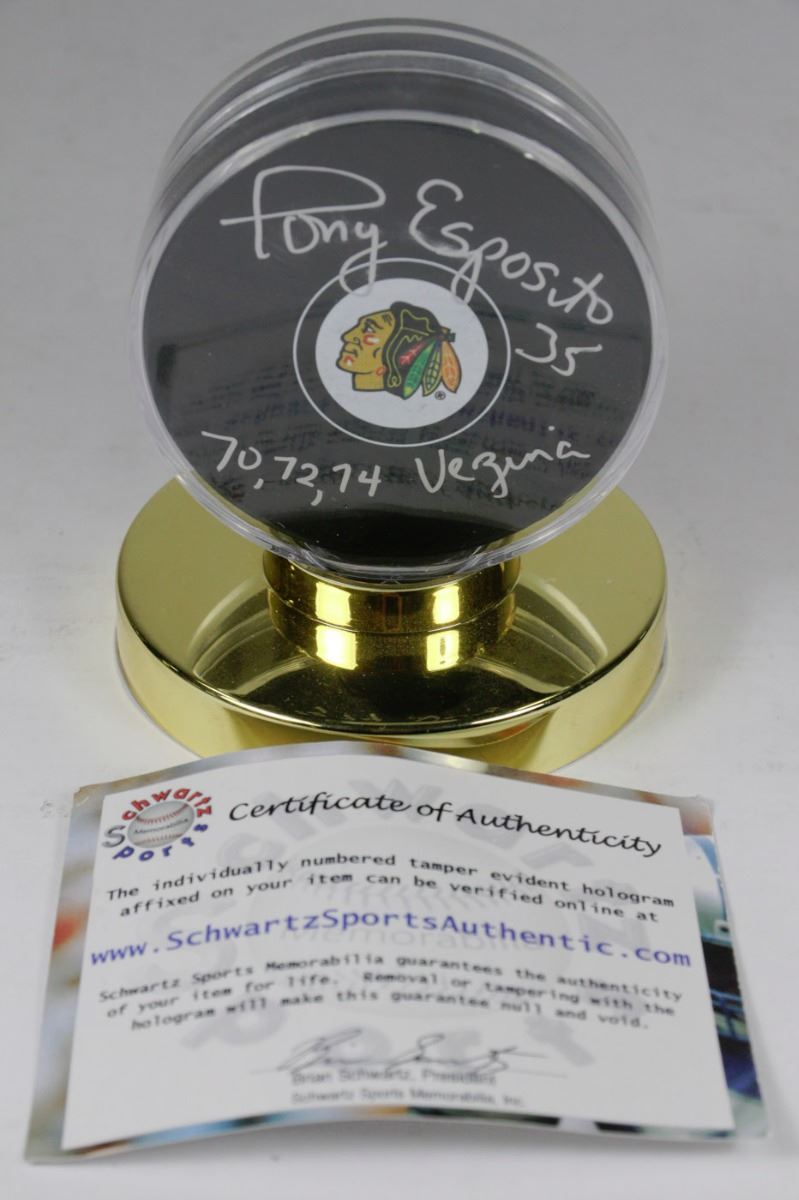 Tony Esposito
35
70, 72, 74 Vezina
®
Schwartz
Sports
Memorabilia
Certificate of Authenticity
The individually numbered tamper evident hologram
affixed on your item can be verified online at
www.SchwartzSportsAuthentic.com
Schwartz Sports Memorabilia guarantees the authenticity
of your item for life. Removal or tampering with the
hologram will make this guarantee null and void.
Brian Schwartz, President
Schwartz Sports Memorabilia, Inc.